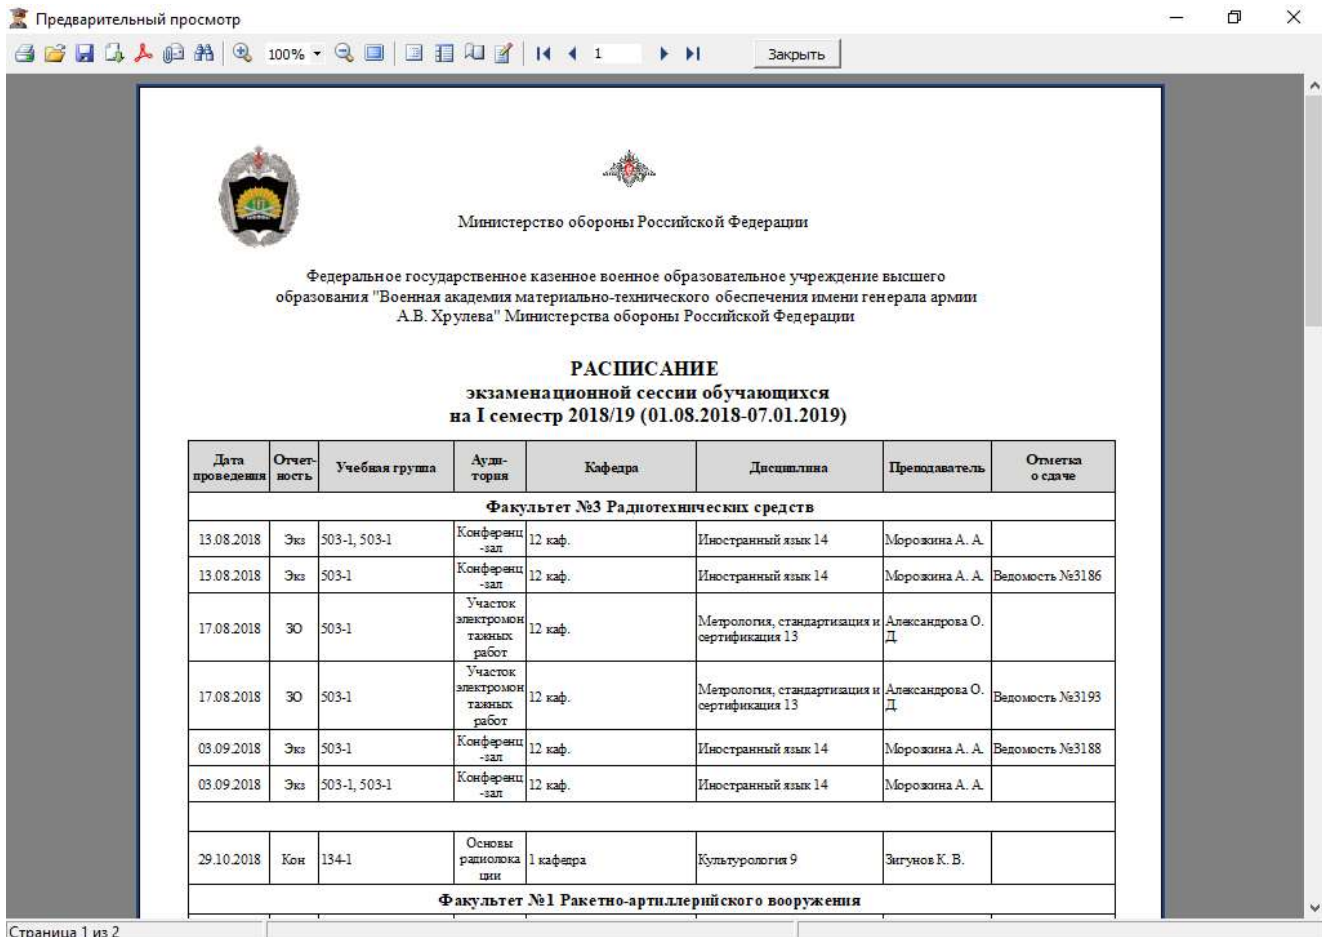 Предварительный просмотр
100% 1 Закрыть
Министерство обороны Российской Федерации
Федеральное государственное казенное военное образовательное учреждение высшего
образования "Военная академия материально-технического обеспечения имени генерала армии
А.В. Хрулева" Министерства обороны Российской Федерации
РАСПИСАНИЕ
экзаменационной сессии обучающихся
на I семестр 2018/19 (01.08.2018-07.01.2019)
Дата проведения Отчет-ность Учебная группа Ауди-тория Кафедра Дисциплина Преподаватель Отметка о сдаче
Факультет №3 Радиотехнических средств
13.08.2018 Экз 503-1, 503-1 Конференц-зал 12 каф. Иностранный язык 14 Морозкина А. А.
13.08.2018 Экз 503-1 Конференц-зал 12 каф. Иностранный язык 14 Морозкина А. А. Ведомость №3186
17.08.2018 ЗО 503-1 Участок электромонтажных работ 12 каф. Метрология, стандартизация и сертификация 13 Александрова О. Д.
17.08.2018 ЗО 503-1 Участок электромонтажных работ 12 каф. Метрология, стандартизация и сертификация 13 Александрова О. Д. Ведомость №3193
03.09.2018 Экз 503-1 Конференц-зал 12 каф. Иностранный язык 14 Морозкина А. А. Ведомость №3188
03.09.2018 Экз 503-1, 503-1 Конференц-зал 12 каф. Иностранный язык 14 Морозкина А. А.
29.10.2018 Кон 134-1 Основы радиолокации 1 кафедра Культурология 9 Зигунов К. В.
Факультет №1 Ракетно-артиллерийского вооружения
Страница 1 из 2